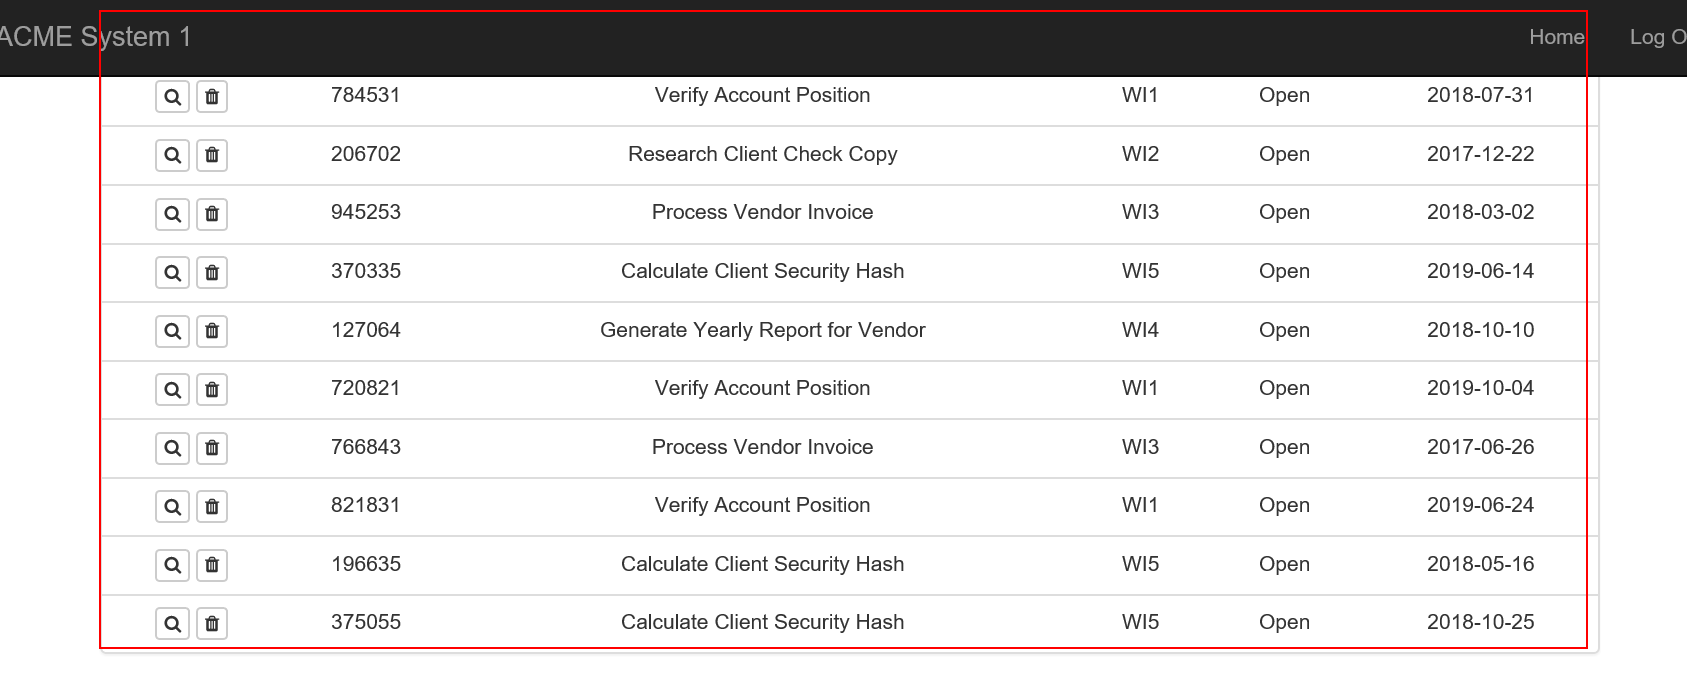 ACME System 1 Home Log O
784531 Verify Account Position WI1 Open 2018-07-31
206702 Research Client Check Copy WI2 Open 2017-12-22
945253 Process Vendor Invoice WI3 Open 2018-03-02
370335 Calculate Client Security Hash WI5 Open 2019-06-14
127064 Generate Yearly Report for Vendor WI4 Open 2018-10-10
720821 Verify Account Position WI1 Open 2019-10-04
766843 Process Vendor Invoice WI3 Open 2017-06-26
821831 Verify Account Position WI1 Open 2019-06-24
196635 Calculate Client Security Hash WI5 Open 2018-05-16
375055 Calculate Client Security Hash WI5 Open 2018-10-25